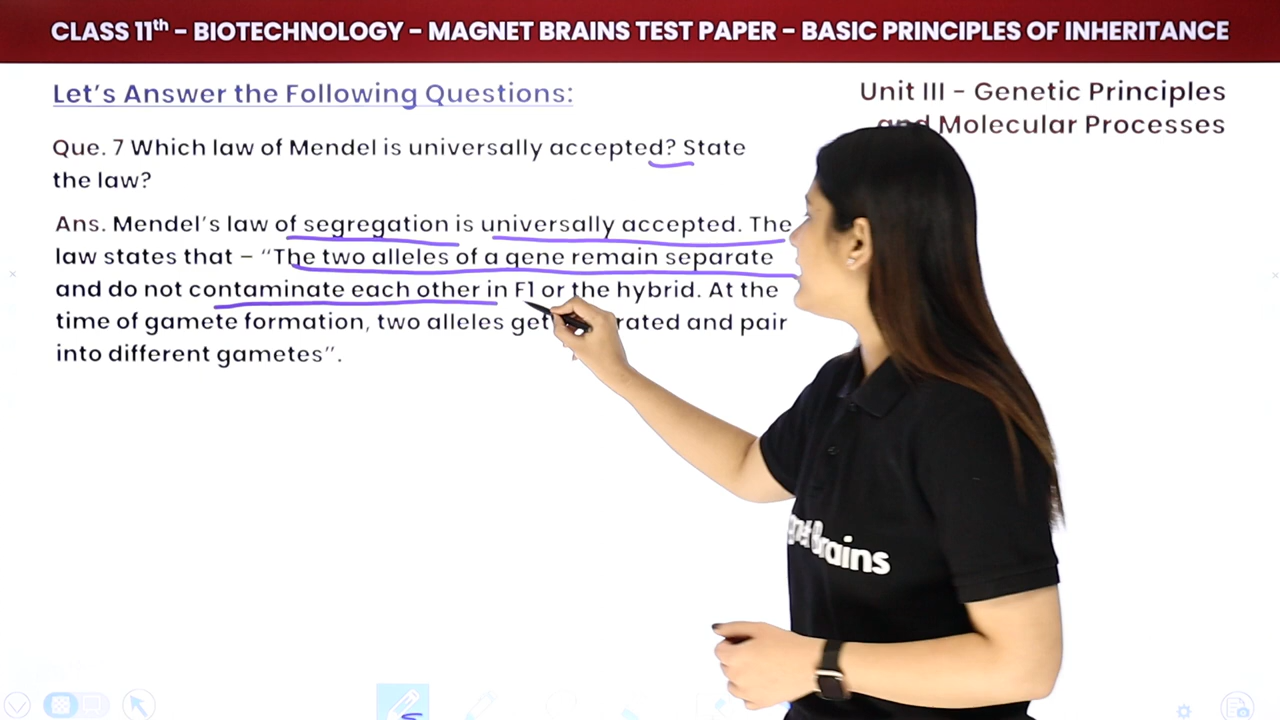 CLASS 11th – BIOTECHNOLOGY – MAGNET BRAINS TEST PAPER – BASIC PRINCIPLES OF INHERITANCE
Let's Answer the Following Questions:
Unit III – Genetic Principles
Molecular Processes
Que. 7 Which law of Mendel is universally accepted? State
the law?
Ans. Mendel's law of segregation is universally accepted. The
law states that – "The two alleles of a gene remain separate
and do not contaminate each other in F1 or the hybrid. At the
time of gamete formation, two alleles get and pair
into different gametes".
Brains